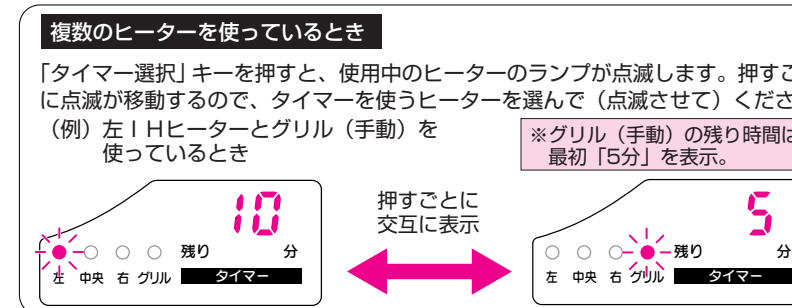 複数のヒーターを使っているとき
「タイマー選択」キーを押すと、使用中のヒーターのランプが点滅します。押すご
に点滅が移動するので、タイマーを使うヒーターを選んで（点滅させて）くださ
（例）左ＩＨヒーターとグリル（手動）を
使っているとき
※グリル（手動）の残り時間は
最初「5分」を表示。
10
残り 分
左 中央 右 グリル タイマー
押すごとに
交互に表示
5
残り 分
左 中央 右 グリル タイマー